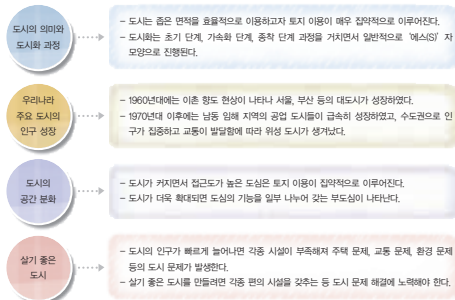 도시의 의미와
도시화 과정
- 도시는 좁은 면적을 효율적으로 이용하고자 토지 이용이 매우 집약적으로 이루어진다.
- 도시화는 초기 단계, 가속화 단계, 종착 단계 과정을 거치면서 일반적으로 '에스(S)' 자
모양으로 진행된다.
우리나라
주요 도시의
인구 성장
- 1960년대에는 이촌 향도 현상이 나타나 서울, 부산 등의 대도시가 성장하였다.
- 1970년대 이후에는 남동 임해 지역의 공업 도시들이 급속히 성장하였고, 수도권으로 인
구가 집중하고 교통이 발달함에 따라 위성 도시가 생겨났다.
도시의
공간 분화
- 도시가 커지면서 접근도가 높은 도심은 토지 이용이 집약적으로 이루어진다.
- 도시가 더욱 확대되면 도심의 기능을 일부 나누어 갖는 부도심이 나타난다.
살기 좋은
도시
- 도시의 인구가 빠르게 늘어나면 각종 시설이 부족해져 주택 문제, 교통 문제, 환경 문제
등의 도시 문제가 발생한다.
- 살기 좋은 도시를 만들려면 각종 편의 시설을 갖추는 등 도시 문제 해결에 노력해야 한다.